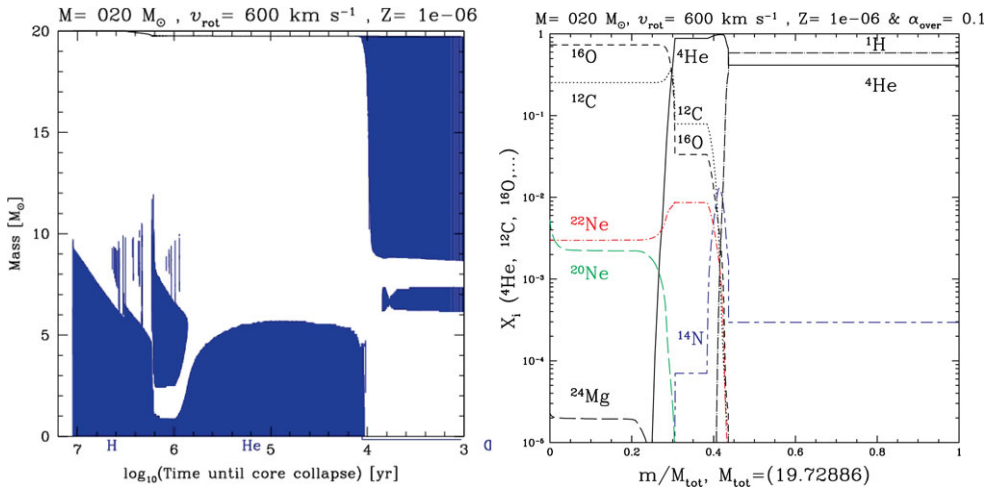 M= 020 M⊙ , υrot= 600 km s⁻¹ , Z= 1e-06
Mass [M⊙]
20
15
10
5
0
7 6 5 4 3
H He
log₁₀(Time until core collapse) [yr]
M= 020 M⊙, υrot= 600 km s⁻¹ , Z= 1e-06 & αover= 0.1
Xᵢ (⁴He, ¹²C, ¹⁶O,...)
1
10⁻¹
10⁻²
10⁻³
10⁻⁴
10⁻⁵
¹⁶O
¹²C
⁴He
¹H
⁴He
¹²C
¹⁶O
²²Ne
²⁰Ne
¹⁴N
²⁴Mg
0 0.2 0.4 0.6 0.8 1
m/Mtot, Mtot=(19.72886)